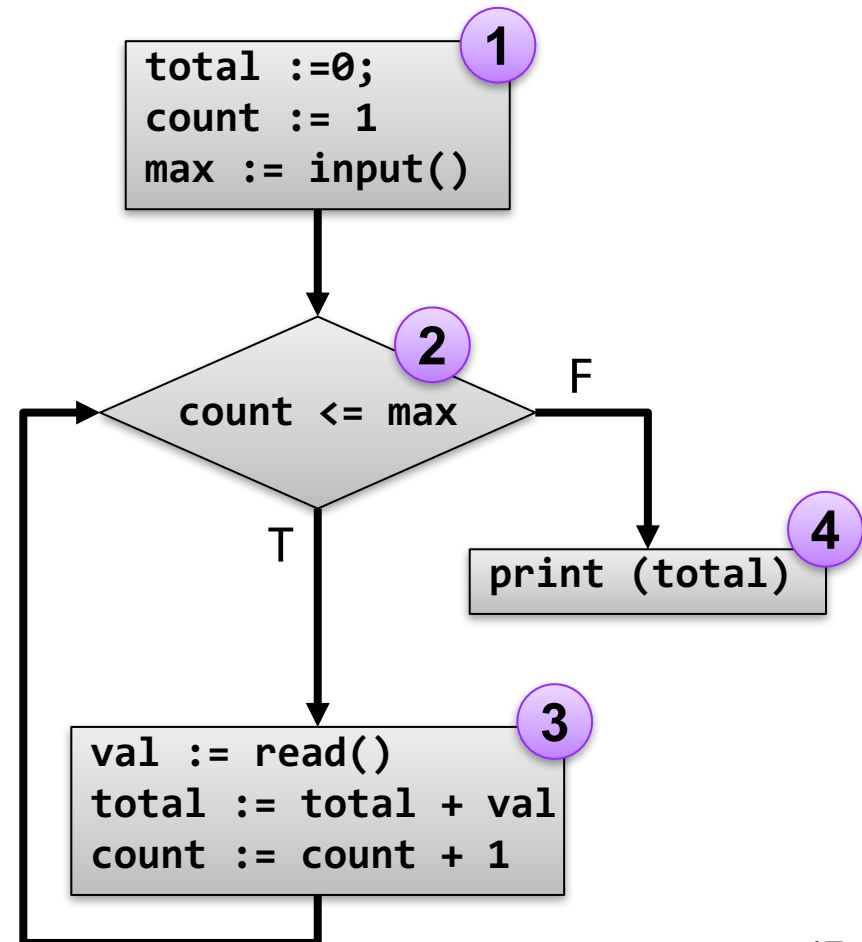 1
total :=0;
count := 1
max := input()
2
count <= max
F
T
4
print (total)
3
val := read()
total := total + val
count := count + 1